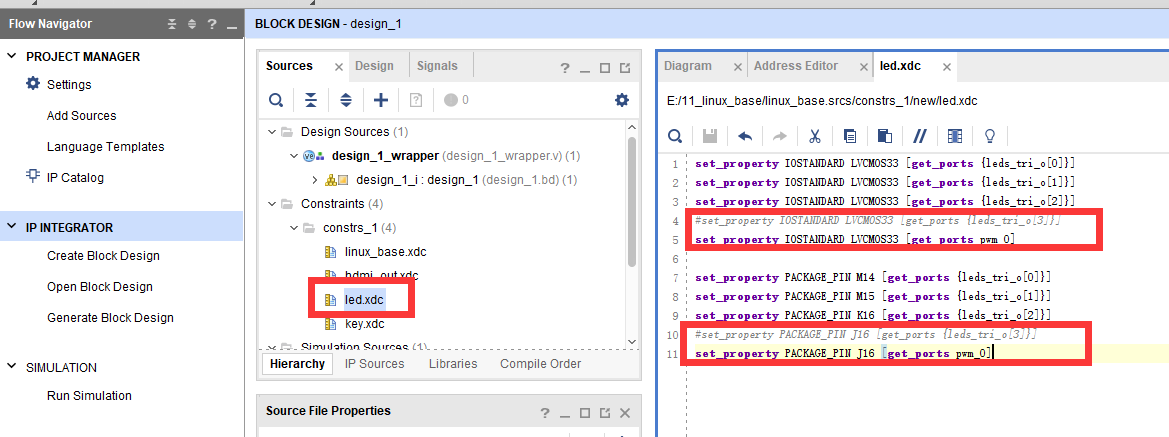 Flow Navigator
PROJECT MANAGER
Settings
Add Sources
Language Templates
IP Catalog
IP INTEGRATOR
Create Block Design
Open Block Design
Generate Block Design
SIMULATION
Run Simulation
BLOCK DESIGN - design_1
Sources
Design
Signals
0
Design Sources (1)
design_1_wrapper (design_1_wrapper.v) (1)
design_1_i : design_1 (design_1.bd) (1)
Constraints (4)
constrs_1 (4)
linux_base.xdc
hdmi_out.xdc
led.xdc
key.xdc
Simulation Sources (1)
Hierarchy
IP Sources
Libraries
Compile Order
Source File Properties
Diagram
Address Editor
led.xdc
E:/11_linux_base/linux_base.srcs/constrs_1/new/led.xdc
1 set_property IOSTANDARD LVCMOS33 [get_ports {leds_tri_o[0]}]
2 set_property IOSTANDARD LVCMOS33 [get_ports {leds_tri_o[1]}]
3 set_property IOSTANDARD LVCMOS33 [get_ports {leds_tri_o[2]}]
4 #set_property IOSTANDARD LVCMOS33 [get_ports {leds_tri_o[3]}]
5 set_property IOSTANDARD LVCMOS33 [get_ports pwm_0]
6
7 set_property PACKAGE_PIN M14 [get_ports {leds_tri_o[0]}]
8 set_property PACKAGE_PIN M15 [get_ports {leds_tri_o[1]}]
9 set_property PACKAGE_PIN K16 [get_ports {leds_tri_o[2]}]
10 #set_property PACKAGE_PIN J16 [get_ports {leds_tri_o[3]}]
11 set_property PACKAGE_PIN J16 [get_ports pwm_0]